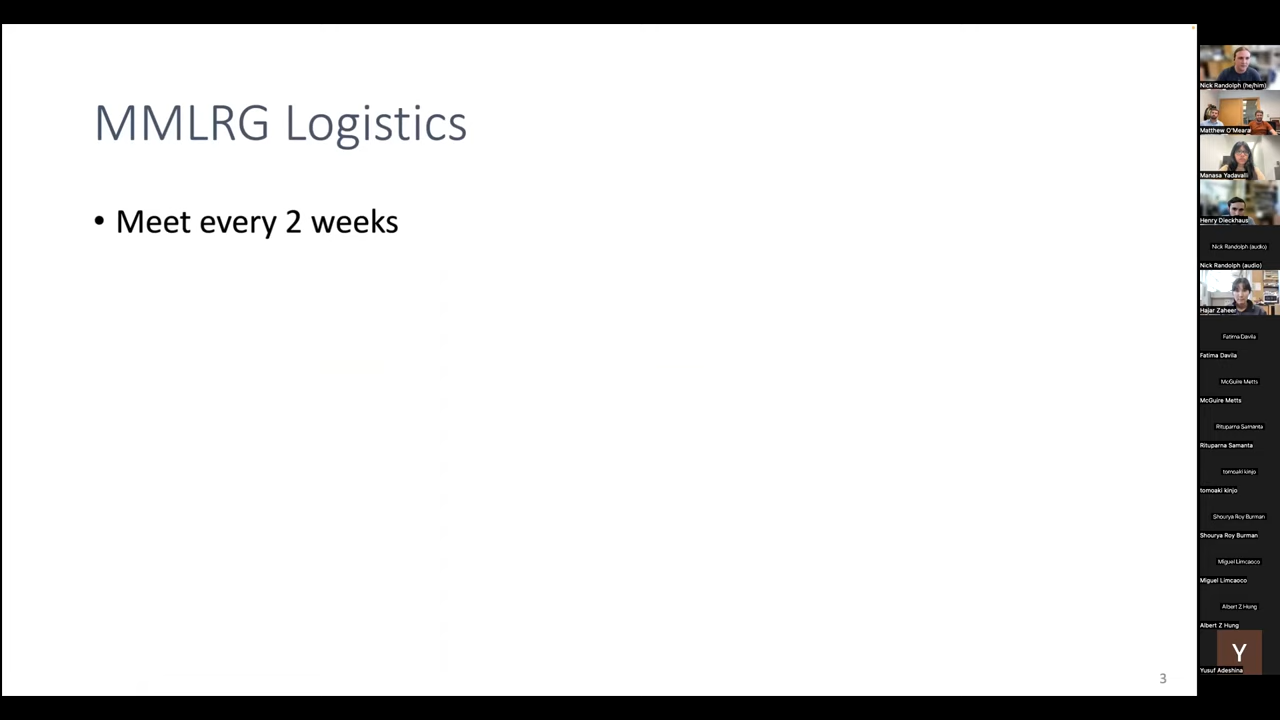 MMLRG Logistics
• Meet every 2 weeks
3
Nick Randolph (he/him)
Matthew O'Meara
Manasa Yadavalli
Henry Dieckhaus
Nick Randolph (audio)
Nick Randolph (audio)
Hajar Zaheer
Fatima Davila
Fatima Davila
McGuire Metts
McGuire Metts
Rituparna Samanta
Rituparna Samanta
tomoaki kinjo
tomoaki kinjo
Shourya Roy Burman
Shourya Roy Burman
Miguel Limcaoco
Miguel Limcaoco
Albert Z Hung
Albert Z Hung
Y
Yusuf Adeshina